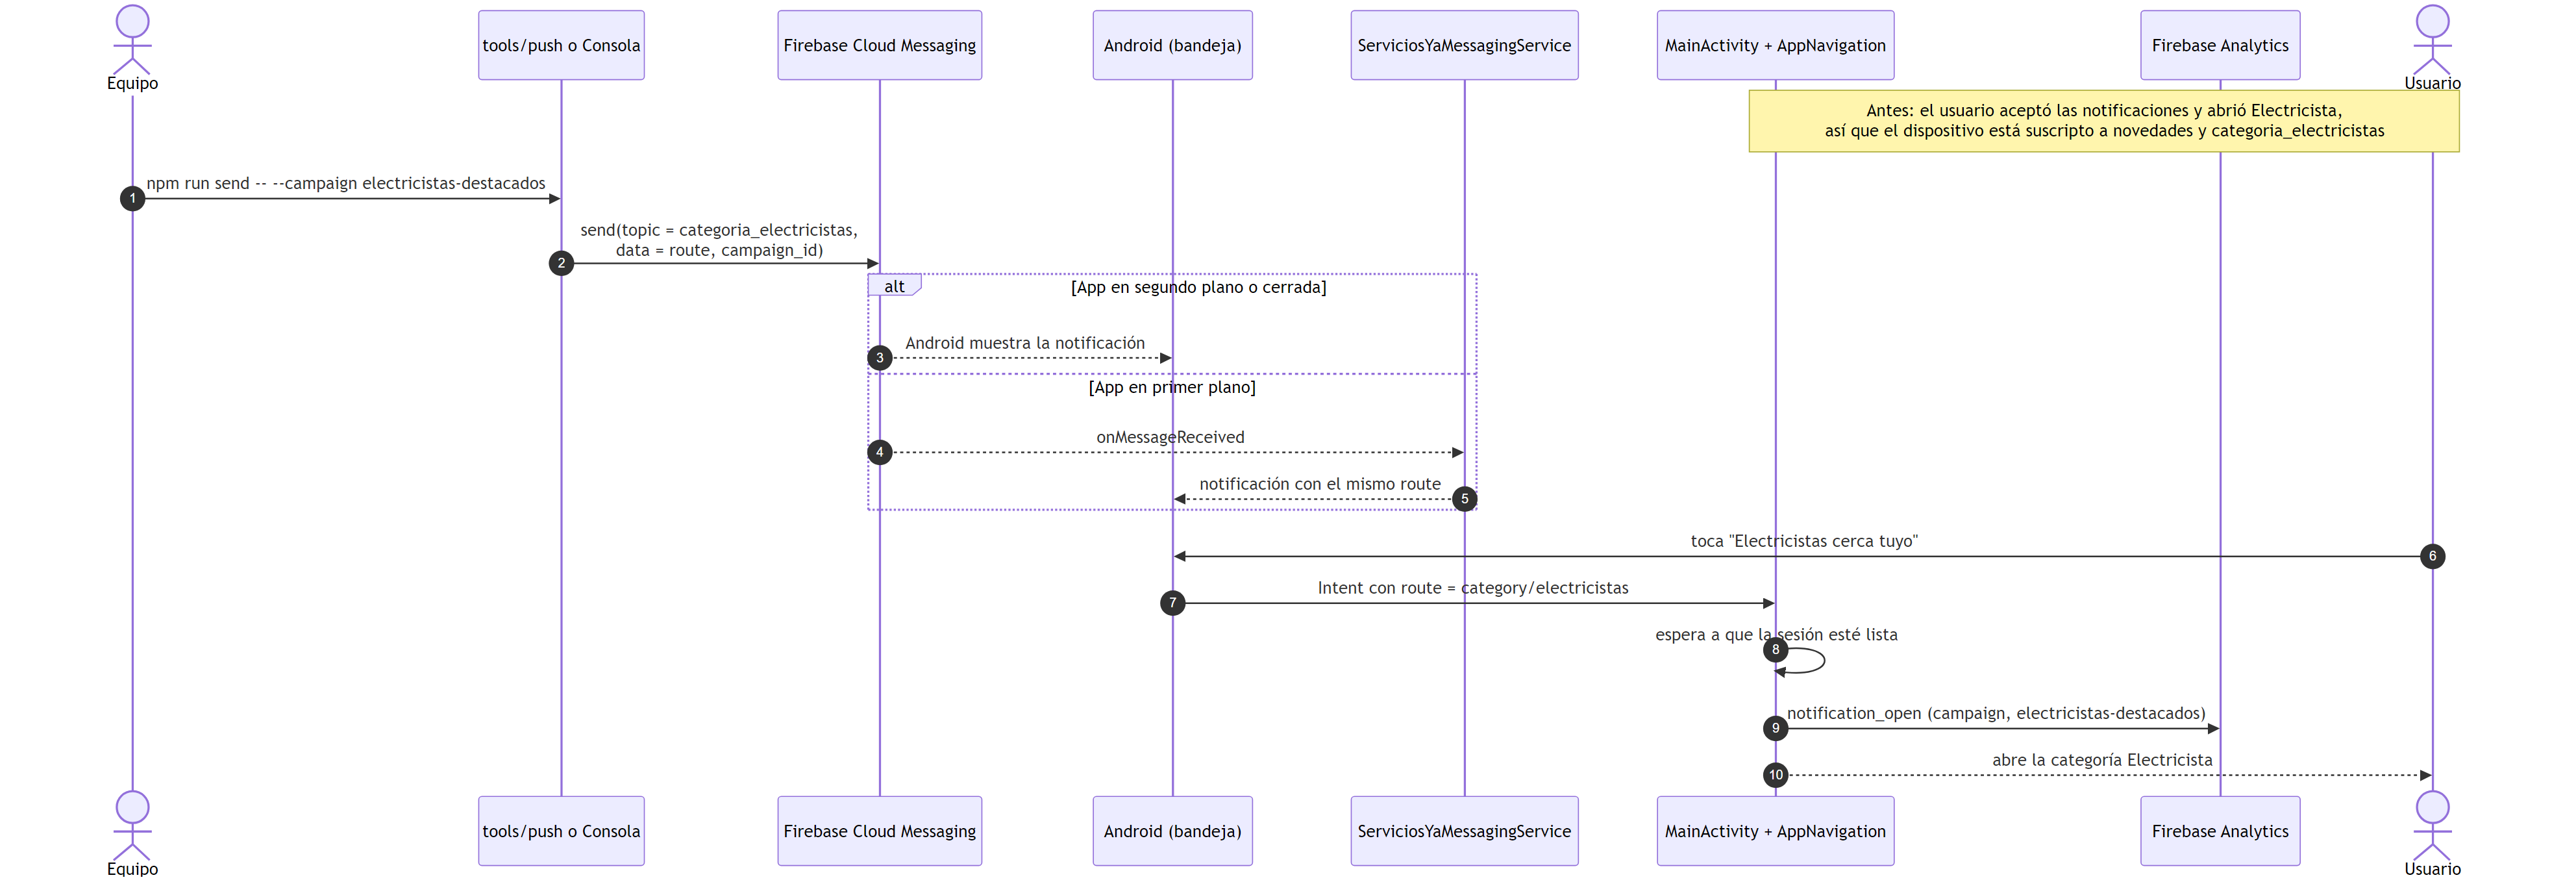 Equipo
tools/push o Consola
Firebase Cloud Messaging
Android (bandeja)
ServiciosYaMessagingService
MainActivity + AppNavigation
Firebase Analytics
Usuario
Antes: el usuario aceptó las notificaciones y abrió Electricista,
así que el dispositivo está suscripto a novedades y categoria_electricistas
1
npm run send -- --campaign electricistas-destacados
2
send(topic = categoria_electricistas,
data = route, campaign_id)
alt
[App en segundo plano o cerrada]
3
Android muestra la notificación
[App en primer plano]
4
onMessageReceived
5
notificación con el mismo route
6
toca "Electricistas cerca tuyo"
7
Intent con route = category/electricistas
8
espera a que la sesión esté lista
9
notification_open (campaign, electricistas-destacados)
10
abre la categoría Electricista
Equipo
tools/push o Consola
Firebase Cloud Messaging
Android (bandeja)
ServiciosYaMessagingService
MainActivity + AppNavigation
Firebase Analytics
Usuario